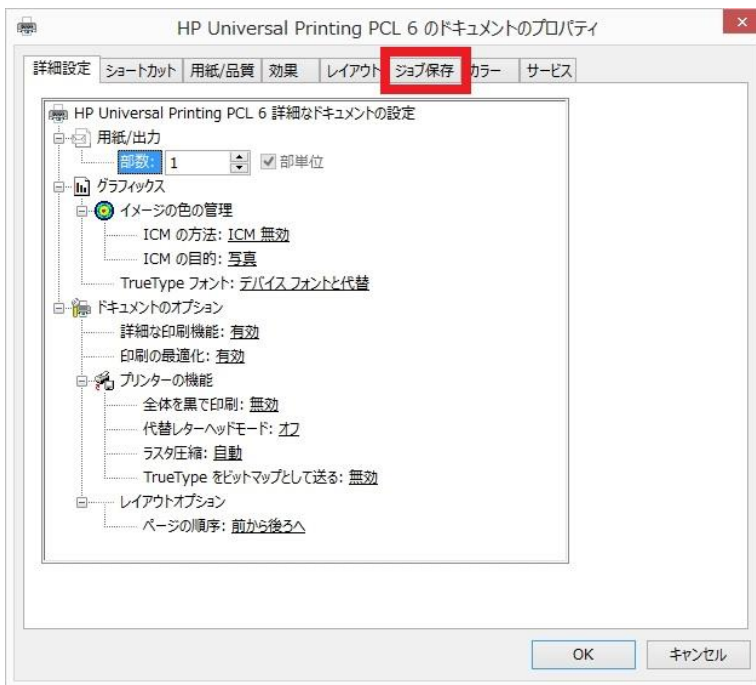 HP Universal Printing PCL 6 のドキュメントのプロパティ
詳細設定 ショートカット 用紙/品質 効果 レイアウト ジョブ保存 カラー サービス
HP Universal Printing PCL 6 詳細なドキュメントの設定
用紙/出力
部数: 1 部単位
グラフィックス
イメージの色の管理
ICM の方法: ICM 無効
ICM の目的: 写真
TrueType フォント: デバイス フォントと代替
ドキュメントのオプション
詳細な印刷機能: 有効
印刷の最適化: 有効
プリンターの機能
全体を黒で印刷: 無効
代替レターヘッドモード: オフ
ラスタ圧縮: 自動
TrueType をビットマップとして送る: 無効
レイアウトオプション
ページの順序: 前から後ろへ
OK キャンセル